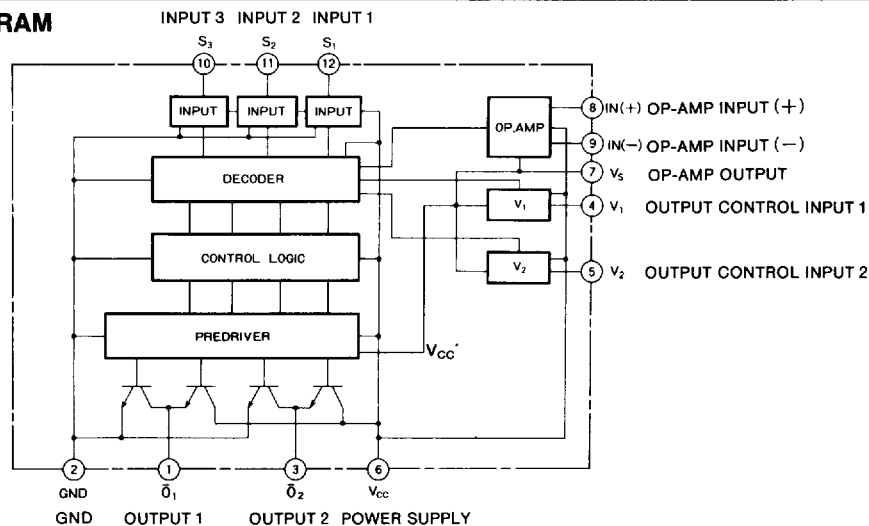 RAM
INPUT 3 INPUT 2 INPUT 1
S3 S2 S1
10 11 12
INPUT INPUT INPUT
OP,AMP
8 IN(+) OP-AMP INPUT (+)
9 IN(−) OP-AMP INPUT (−)
7 VS OP-AMP OUTPUT
DECODER
V1 4 V1 OUTPUT CONTROL INPUT 1
CONTROL LOGIC
V2 5 V2 OUTPUT CONTROL INPUT 2
PREDRIVER
VCC′
2 1 3 6
GND Ō1 Ō2 VCC
GND OUTPUT 1 OUTPUT 2 POWER SUPPLY